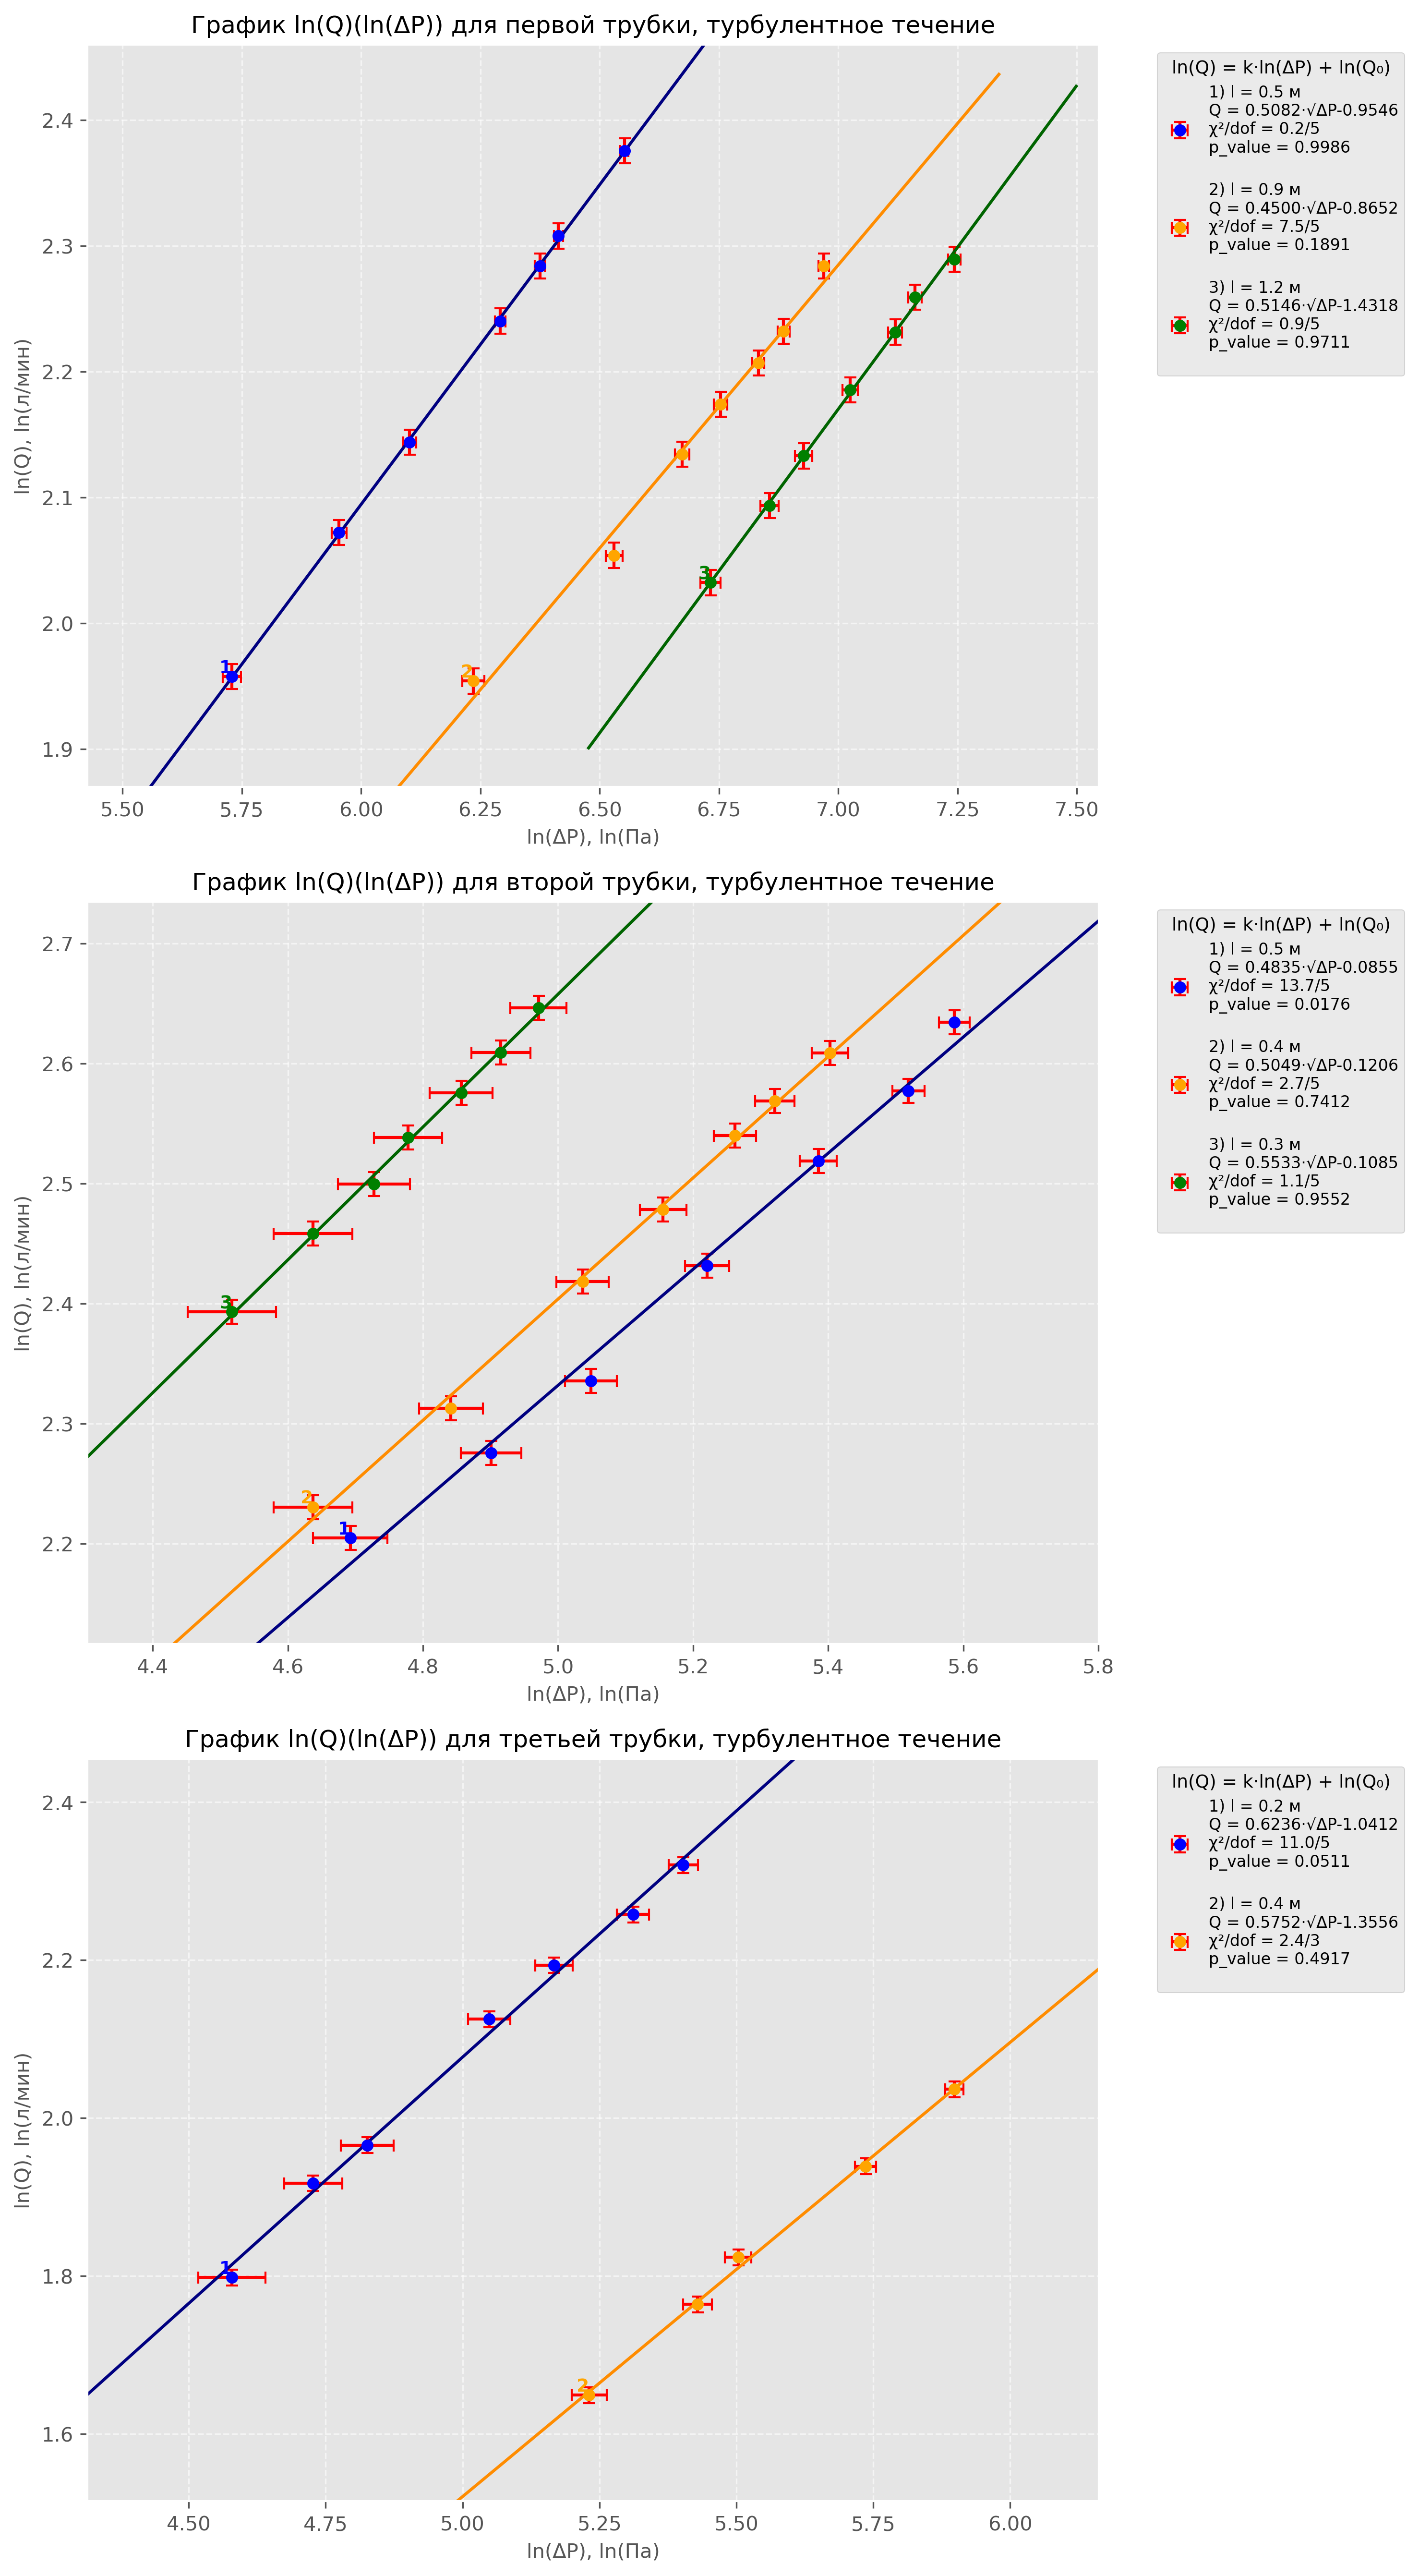 График ln(Q)(ln(ΔP)) для первой трубки, турбулентное течение
ln(Q), ln(л/мин)
2.4
2.3
2.2
2.1
2.0
1.9
1
2
3
5.50 5.75 6.00 6.25 6.50 6.75 7.00 7.25 7.50
ln(ΔP), ln(Па)
ln(Q) = k·ln(ΔP) + ln(Q₀)
1) l = 0.5 м
Q = 0.5082·√ΔP-0.9546
χ²/dof = 0.2/5
p_value = 0.9986
2) l = 0.9 м
Q = 0.4500·√ΔP-0.8652
χ²/dof = 7.5/5
p_value = 0.1891
3) l = 1.2 м
Q = 0.5146·√ΔP-1.4318
χ²/dof = 0.9/5
p_value = 0.9711
График ln(Q)(ln(ΔP)) для второй трубки, турбулентное течение
ln(Q), ln(л/мин)
2.7
2.6
2.5
2.4
2.3
2.2
3
2
1
4.4 4.6 4.8 5.0 5.2 5.4 5.6 5.8
ln(ΔP), ln(Па)
ln(Q) = k·ln(ΔP) + ln(Q₀)
1) l = 0.5 м
Q = 0.4835·√ΔP-0.0855
χ²/dof = 13.7/5
p_value = 0.0176
2) l = 0.4 м
Q = 0.5049·√ΔP-0.1206
χ²/dof = 2.7/5
p_value = 0.7412
3) l = 0.3 м
Q = 0.5533·√ΔP-0.1085
χ²/dof = 1.1/5
p_value = 0.9552
График ln(Q)(ln(ΔP)) для третьей трубки, турбулентное течение
ln(Q), ln(л/мин)
2.4
2.2
2.0
1.8
1.6
1
2
4.50 4.75 5.00 5.25 5.50 5.75 6.00
ln(ΔP), ln(Па)
ln(Q) = k·ln(ΔP) + ln(Q₀)
1) l = 0.2 м
Q = 0.6236·√ΔP-1.0412
χ²/dof = 11.0/5
p_value = 0.0511
2) l = 0.4 м
Q = 0.5752·√ΔP-1.3556
χ²/dof = 2.4/3
p_value = 0.4917